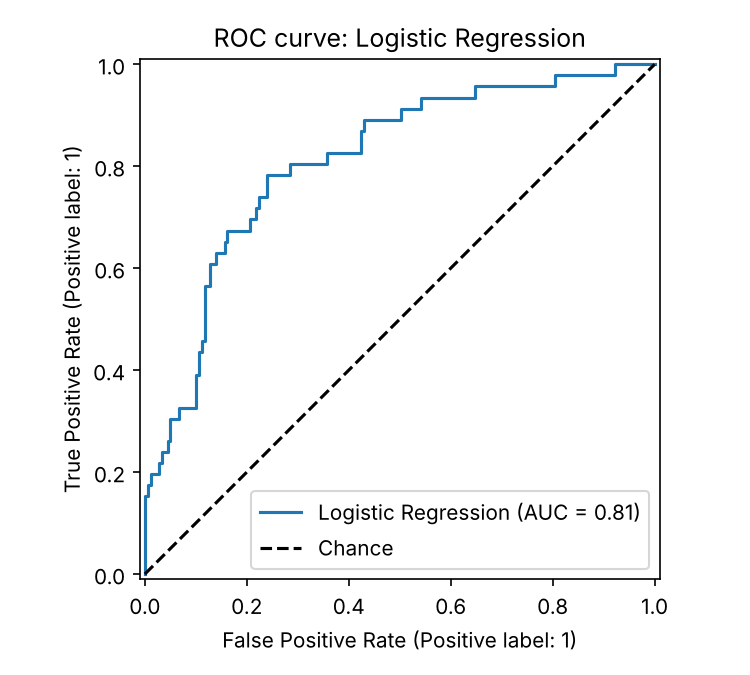 ROC curve: Logistic Regression
True Positive Rate (Positive label: 1)
1.0
0.8
0.6
0.4
0.2
0.0
Logistic Regression (AUC = 0.81)
Chance
0.0 0.2 0.4 0.6 0.8 1.0
False Positive Rate (Positive label: 1)